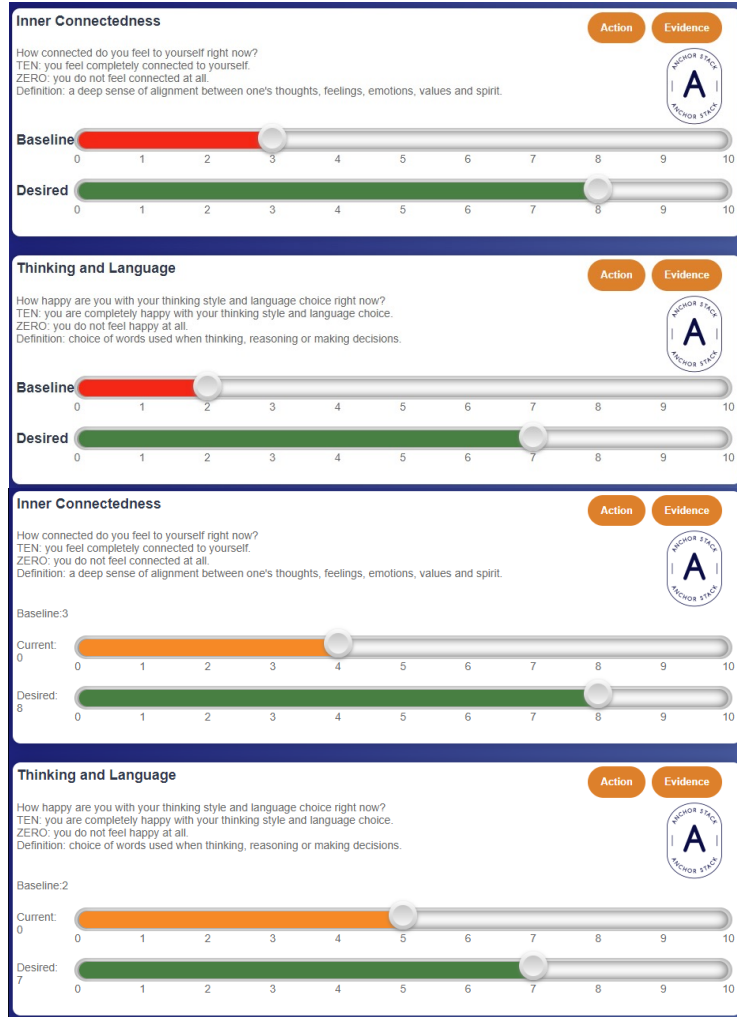 Inner Connectedness
Action
Evidence
How connected do you feel to yourself right now?
TEN: you feel completely connected to yourself.
ZERO: you do not feel connected at all.
Definition: a deep sense of alignment between one's thoughts, feelings, emotions, values and spirit.
ANCHOR STACK
A
ANCHOR STACK
Baseline
0 1 2 3 4 5 6 7 8 9 10
Desired
0 1 2 3 4 5 6 7 8 9 10
Thinking and Language
Action
Evidence
How happy are you with your thinking style and language choice right now?
TEN: you are completely happy with your thinking style and language choice.
ZERO: you do not feel happy at all.
Definition: choice of words used when thinking, reasoning or making decisions.
ANCHOR STACK
A
ANCHOR STACK
Baseline
0 1 2 3 4 5 6 7 8 9 10
Desired
0 1 2 3 4 5 6 7 8 9 10
Inner Connectedness
Action
Evidence
How connected do you feel to yourself right now?
TEN: you feel completely connected to yourself.
ZERO: you do not feel connected at all.
Definition: a deep sense of alignment between one's thoughts, feelings, emotions, values and spirit.
ANCHOR STACK
A
ANCHOR STACK
Baseline:3
Current:
0
0 1 2 3 4 5 6 7 8 9 10
Desired:
8
0 1 2 3 4 5 6 7 8 9 10
Thinking and Language
Action
Evidence
How happy are you with your thinking style and language choice right now?
TEN: you are completely happy with your thinking style and language choice.
ZERO: you do not feel happy at all.
Definition: choice of words used when thinking, reasoning or making decisions.
ANCHOR STACK
A
ANCHOR STACK
Baseline:2
Current:
0
0 1 2 3 4 5 6 7 8 9 10
Desired:
7
0 1 2 3 4 5 6 7 8 9 10